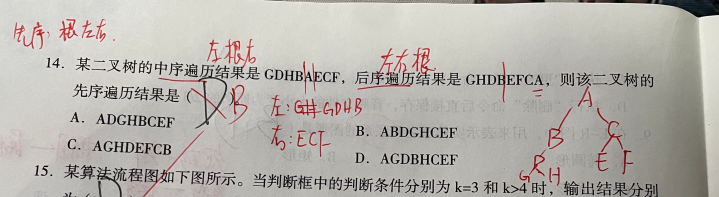 先序:根左右.
左根右
左右根
14. 某二叉树的中序遍历结果是 GDHBAECF，后序遍历结果是 GHDBEFCA，则该二叉树的
先序遍历结果是（D）B
左:GDHB
右:ECF
A. ADGHBCEF
B. ABDGHCEF
C. AGHDEFCB
D. AGDBHCEF
A
B C
G H E F
15. 某算法流程图如下图所示。当判断框中的判断条件分别为 k=3 和 k>4 时，输出结果分别